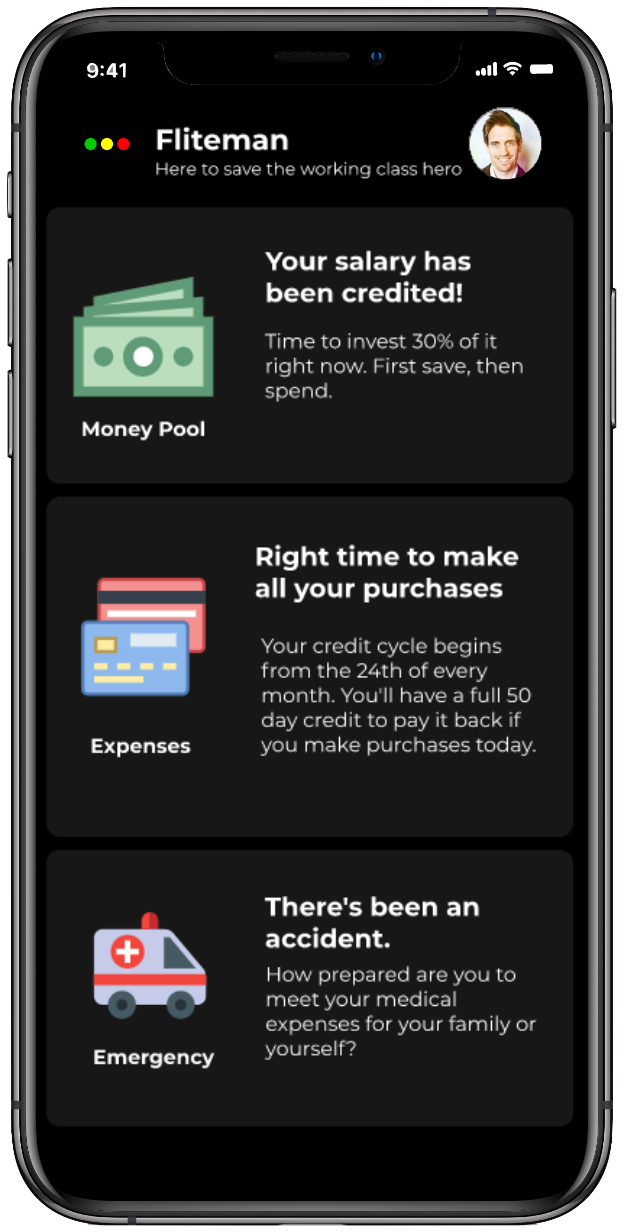 9:41
Fliteman
Here to save the working class hero
Your salary has
been credited!
Time to invest 30% of it
right now. First save, then
spend.
Money Pool
Right time to make
all your purchases
Your credit cycle begins
from the 24th of every
month. You'll have a full 50
day credit to pay it back if
you make purchases today.
Expenses
There's been an
accident.
How prepared are you to
meet your medical
expenses for your family or
yourself?
Emergency